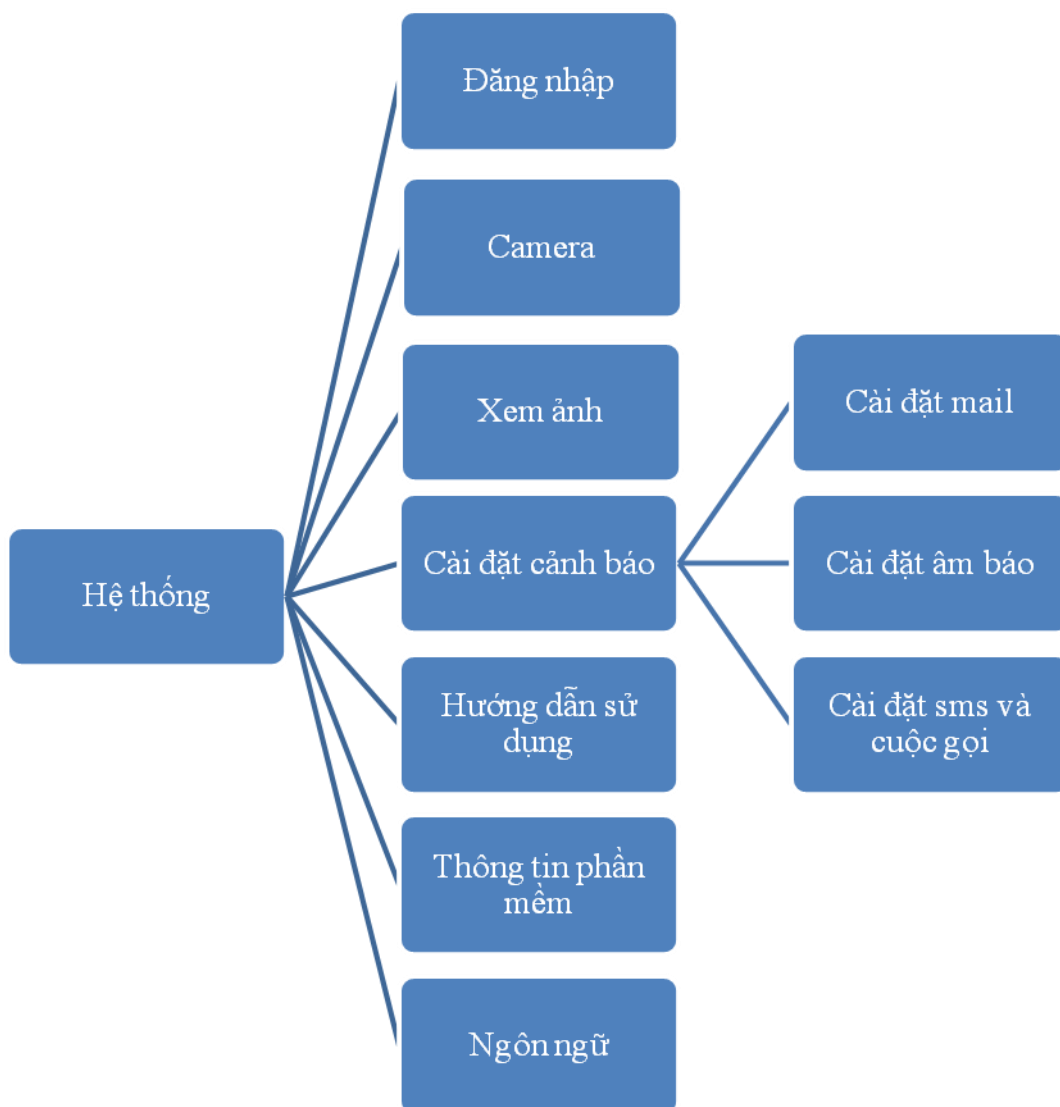 Đăng nhập
Camera
Xem ảnh
Cài đặt mail
Hệ thống
Cài đặt cảnh báo
Cài đặt âm báo
Hướng dẫn sử
dụng
Cài đặt sms và
cuộc gọi
Thông tin phần
mềm
Ngôn ngữ